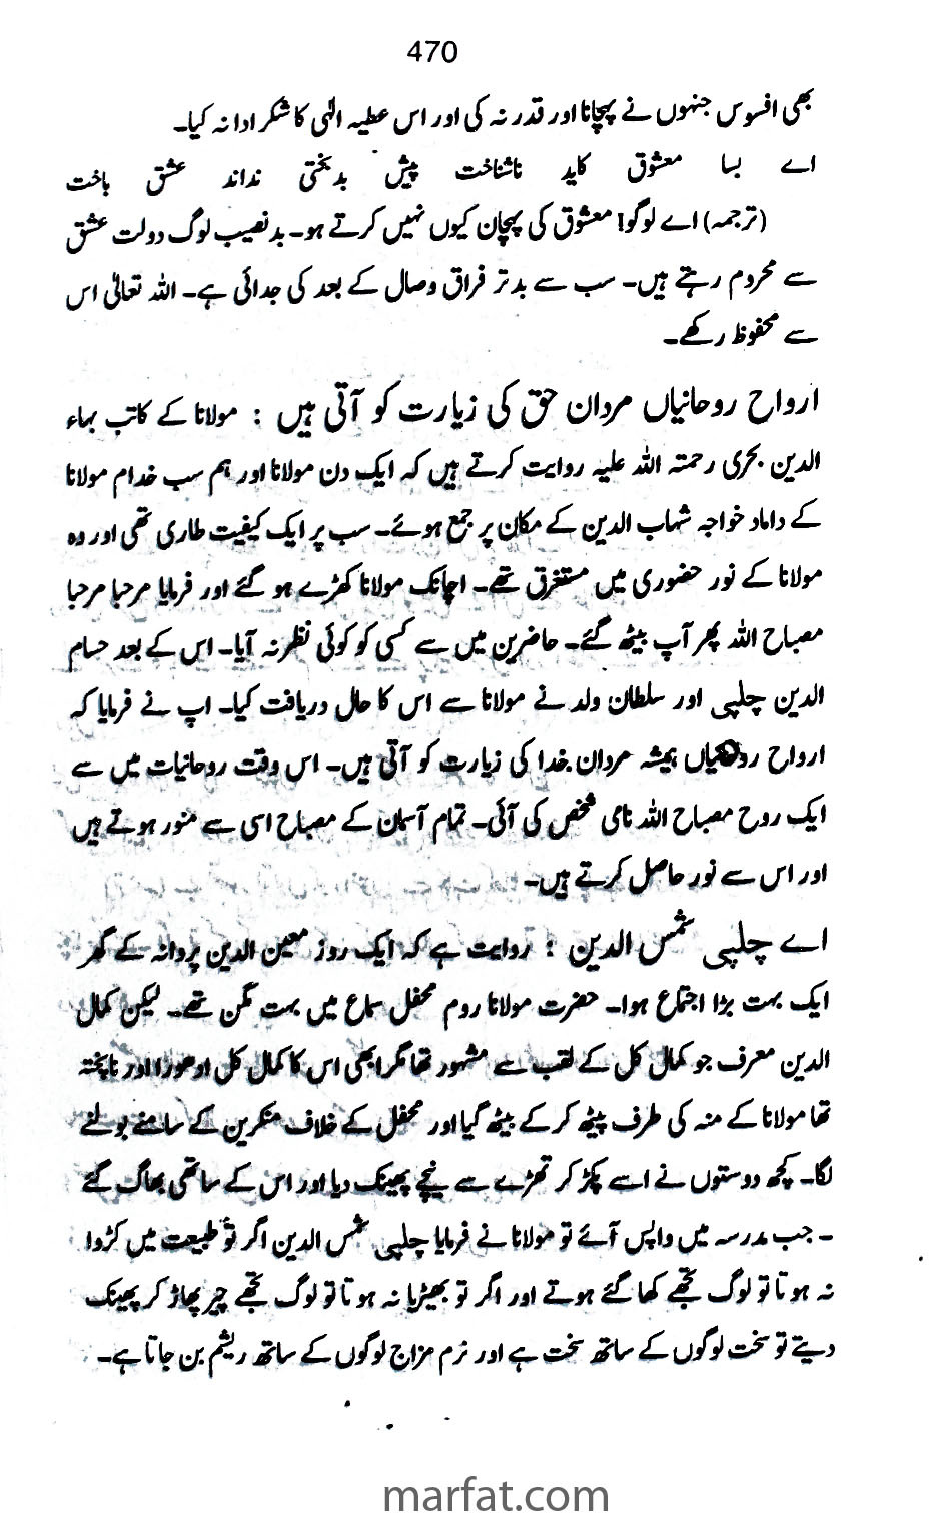 470
بھی افسوس جنہوں نے پہچانا اور قدر نہ کی اور اس عطیہ الٰہی کا شکر ادا نہ کیا۔
اے بسا معشوق کاید ناشناخت پیش بد بختی نداند عشق باخت
(ترجمہ) اے لوگو! معشوق کی پہچان کیوں نہیں کرتے ہو۔ بد نصیب لوگ دولت عشق
سے محروم رہتے ہیں۔ سب سے بدتر فراق وصال کے بعد کی جدائی ہے۔ اللہ تعالیٰ اس
سے محفوظ رکھے۔
ارواح روحانیاں مردان حق کی زیارت کو آتی ہیں : مولانا کے کاتب بہاء
الدین بحری رحمتہ اللہ علیہ روایت کرتے ہیں کہ ایک دن مولانا اور ہم سب خدام مولانا
کے داماد خواجہ شہاب الدین کے مکان پر جمع ہوئے۔ سب پر ایک کیفیت طاری تھی اور وہ
مولانا کے نور حضوری میں مستغرق تھے۔ اچانک مولانا کھڑے ہو گئے اور فرمایا مرحبا مرحبا
مصباح اللہ پھر آپ بیٹھ گئے۔ حاضرین میں سے کسی کو کوئی نظر نہ آیا۔ اس کے بعد حسام
الدین چلپی اور سلطان ولد نے مولانا سے اس کا حال دریافت کیا۔ اپ نے فرمایا کہ
ارواح ہمیشہ مردان خدا کی زیارت کو آتی ہیں۔ اس وقت روحانیات میں سے
ایک روح مصباح اللہ نامی شخص کی آئی۔ تمام آسمان کے مصباح اسی سے منور ہوتے ہیں
اور اس سے نور حاصل کرتے ہیں۔
اے چلپی شمس الدین : روایت ہے کہ ایک روز معین الدین پروانہ کے گھر
ایک بہت بڑا اجتماع ہوا۔ حضرت مولانا روم محفل سماع میں بہت مگن تھے۔ لیکن کمال
الدین معرف جو کمال کل کے لقب سے مشہور تھا مگر ابھی اس کا کمال کل ادھورا اور ناپختہ
تھا مولانا کے منہ کی طرف پیٹھ کر کے بیٹھ گیا اور محفل کے خلاف منکرین کے سامنے بولنے
لگا۔ کچھ دوستوں نے اسے پکڑ کر تھڑے سے نیچے پھینک دیا اور اس کے ساتھی بھاگ گئے
۔ جب مدرسہ میں واپس آئے تو مولانا نے فرمایا چلپی شمس الدین اگر تو طبیعت میں کڑوا
نہ ہوتا تو لوگ تجھے کھا گئے ہوتے اور اگر تو بھیڑیا نہ ہوتا تو لوگ تجھے چیر پھاڑ کر پھینک
دیتے تو سخت لوگوں کے ساتھ سخت ہے اور نرم مزاج لوگوں کے ساتھ ریشم بن جاتا ہے۔
marfat.com